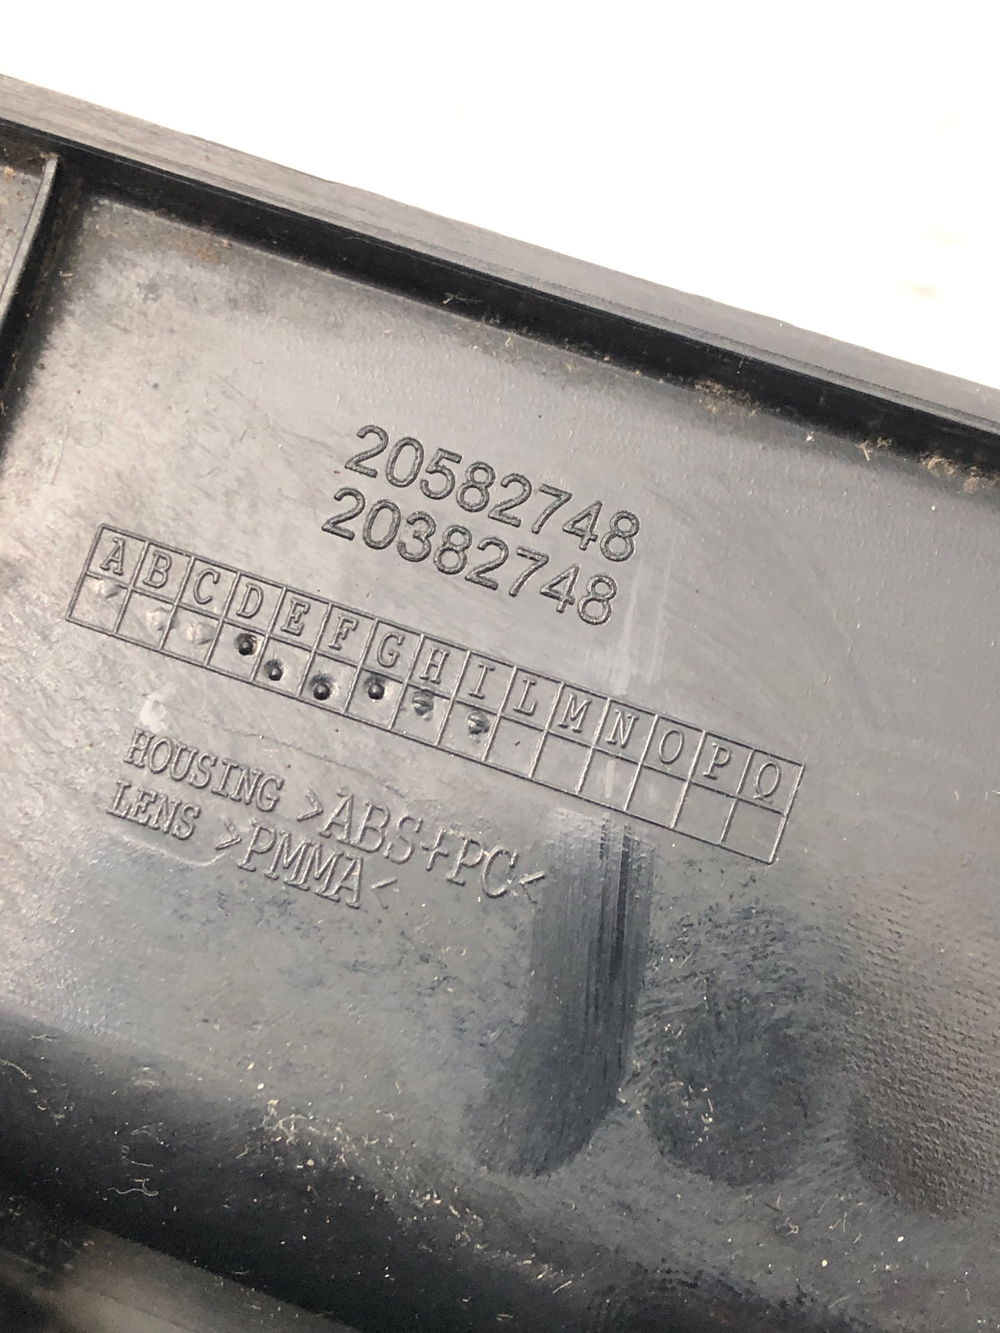 20582748
20382748
A B C D E F G H I L M N O P Q
HOUSING >ABS+PC<
LENS >PMMA<